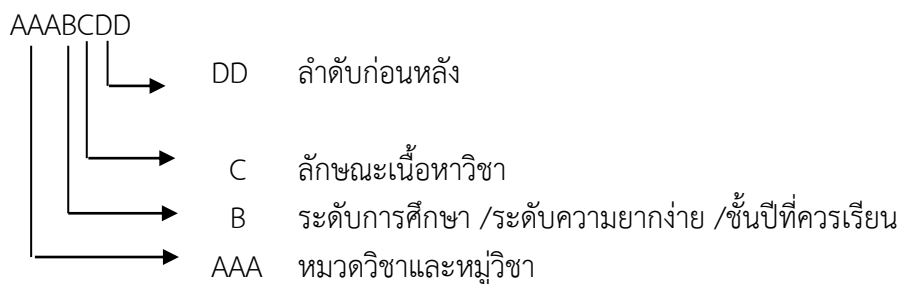 AAABCDD
DD ลำดับก่อนหลัง
C ลักษณะเนื้อหาวิชา
B ระดับการศึกษา /ระดับความยากง่าย /ชั้นปีที่ควรเรียน
AAA หมวดวิชาและหมู่วิชา